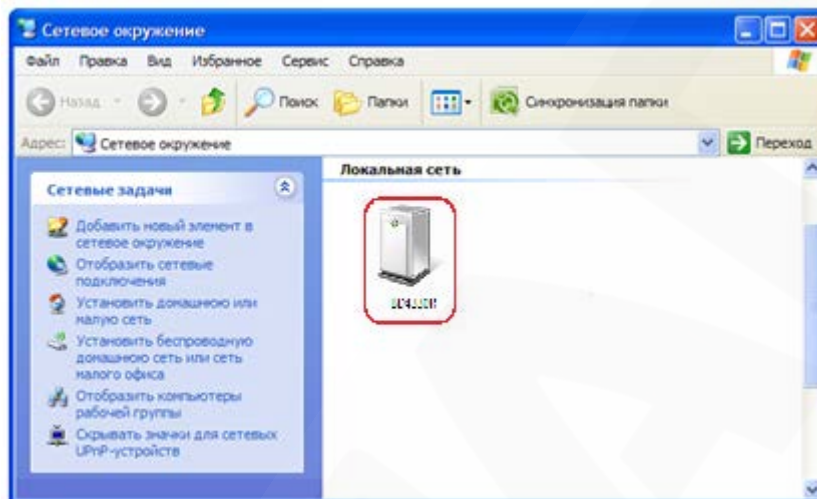 Сетевое окружение
Файл Правка Вид Избранное Сервис Справка
Назад Поиск Папки Синхронизация папки
Адрес: Сетевое окружение Переход
Локальная сеть
Сетевые задачи
Добавить новый элемент в
сетевое окружение
Отобразить сетевые
подключения
Установить домашнюю или
малую сеть
Установить беспроводную
домашнюю сеть или сеть
малого офиса
Отобразить компьютеры
рабочей группы
Скрывать значки для сетевых
UPnP-устройств